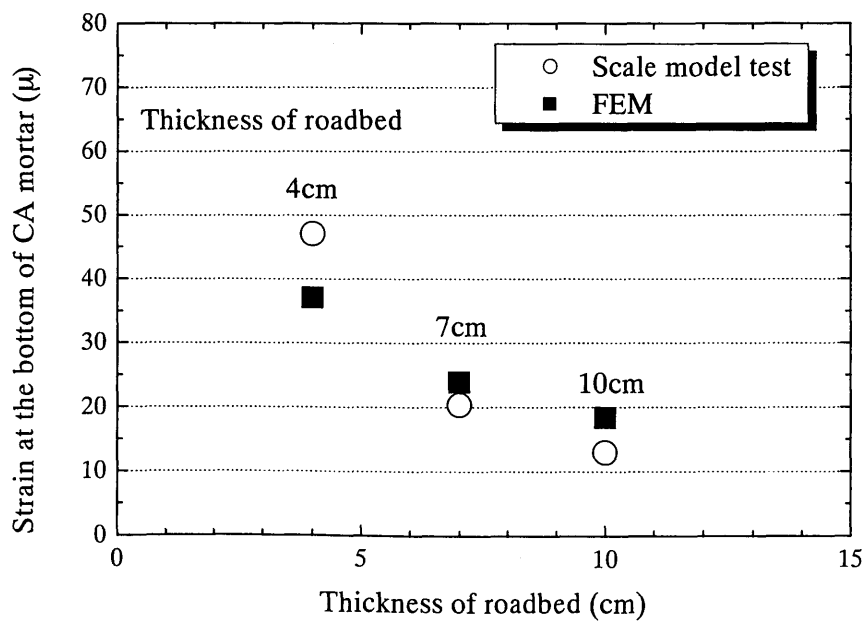 80
70
60
50
40
30
20
10
0
Strain at the bottom of CA mortar (μ)
Scale model test
FEM
Thickness of roadbed
4cm
7cm
10cm
0 5 10 15
Thickness of roadbed (cm)